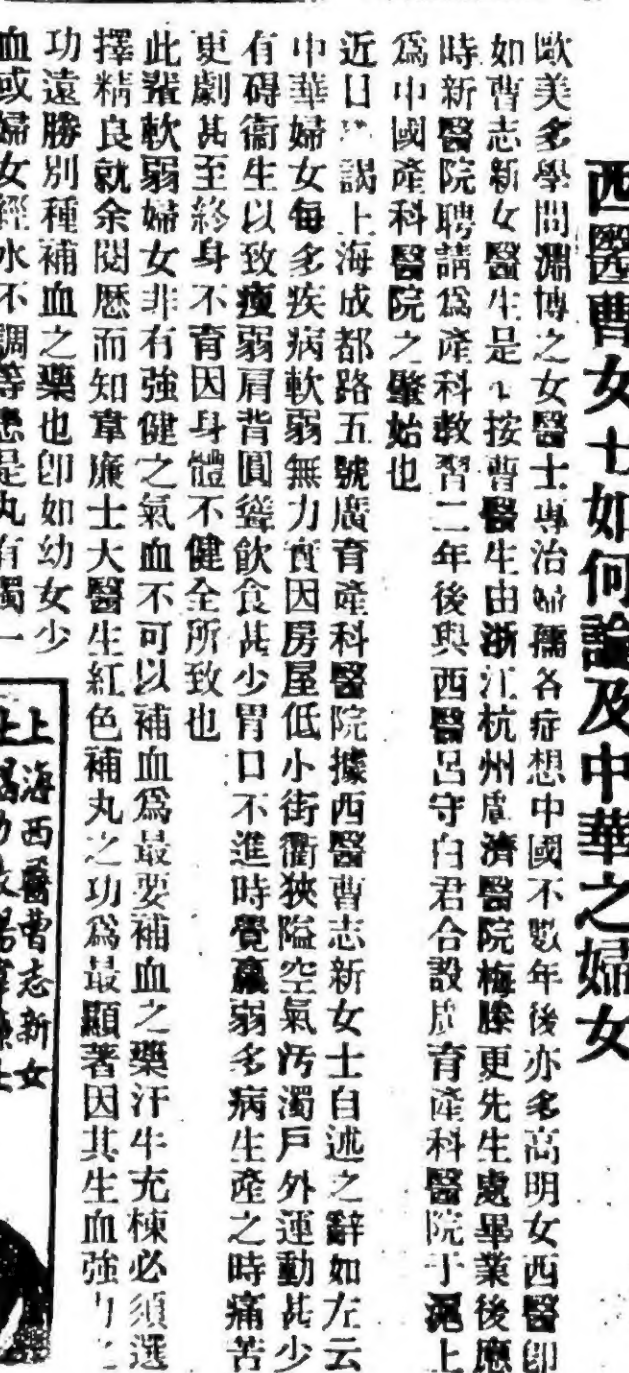 西醫曹女士如何論及中華之婦女
歐美多學問淵博之女醫士專治婦孺各症想中國不數年後亦多高明女西醫卽
如曹志新女醫生是也按曹醫生由浙江杭州廣濟醫院梅滕更先生處畢業後應
時新醫院聘請爲產科教習二年後與西醫呂守白君合設廣育產科醫院于滬上
爲中國產科醫院之肇始也
近日 謁上海成都路五號廣育產科醫院據西醫曹志新女士自述之辭如左云
中華婦女每多疾病軟弱無力實因房屋低小街衢狹隘空氣污濁戶外運動甚少
有碍衞生以致瘦弱肩背圓聳飲食甚少胃口不進時覺羸弱多病生產之時痛苦
更劇甚至終身不育因身體不健全所致也
此輩軟弱婦女非有強健之氣血不可以補血爲最要補血之藥汗牛充棟必須選
擇精良就余閱歷而知韋廉士大醫生紅色補丸之功爲最顯著因其生血強力之
功遠勝別種補血之藥也卽如幼女少
血或婦女經水不調等患是丸有獨一
上海西醫曹志新女
士